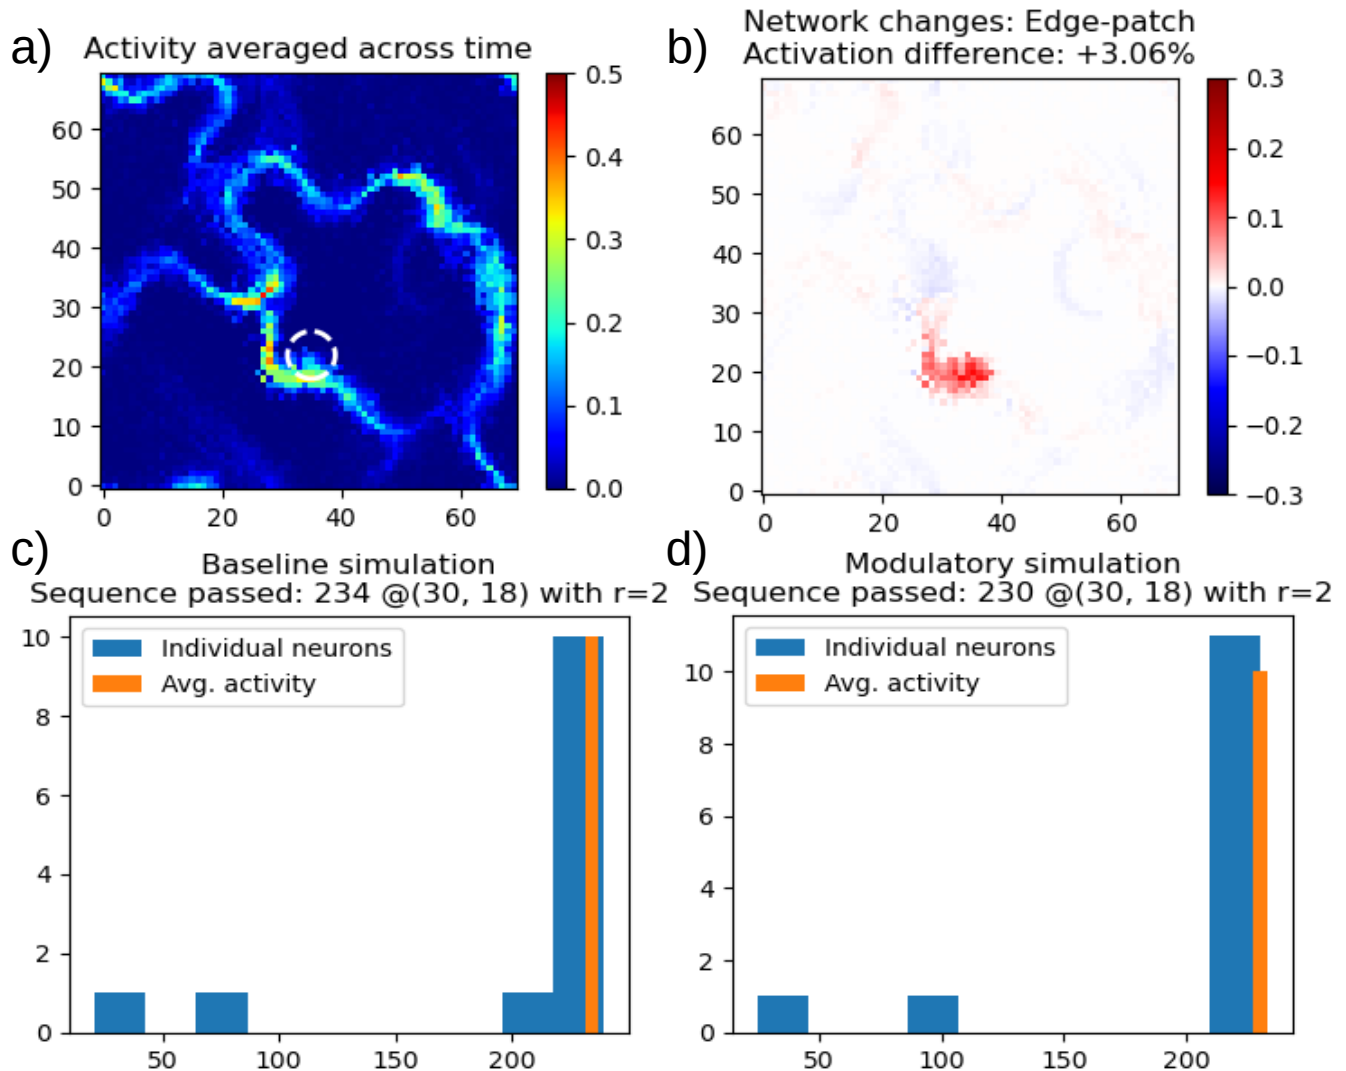 a)
Activity averaged across time
60
50
40
30
20
10
0
0 20 40 60
0.5
0.4
0.3
0.2
0.1
0.0
b)
Network changes: Edge-patch
Activation difference: +3.06%
60
50
40
30
20
10
0
0 20 40 60
0.3
0.2
0.1
0.0
−0.1
−0.2
−0.3
c)
Baseline simulation
Sequence passed: 234 @(30, 18) with r=2
Individual neurons
Avg. activity
10
8
6
4
2
0
50 100 150 200
d)
Modulatory simulation
Sequence passed: 230 @(30, 18) with r=2
Individual neurons
Avg. activity
10
8
6
4
2
0
50 100 150 200